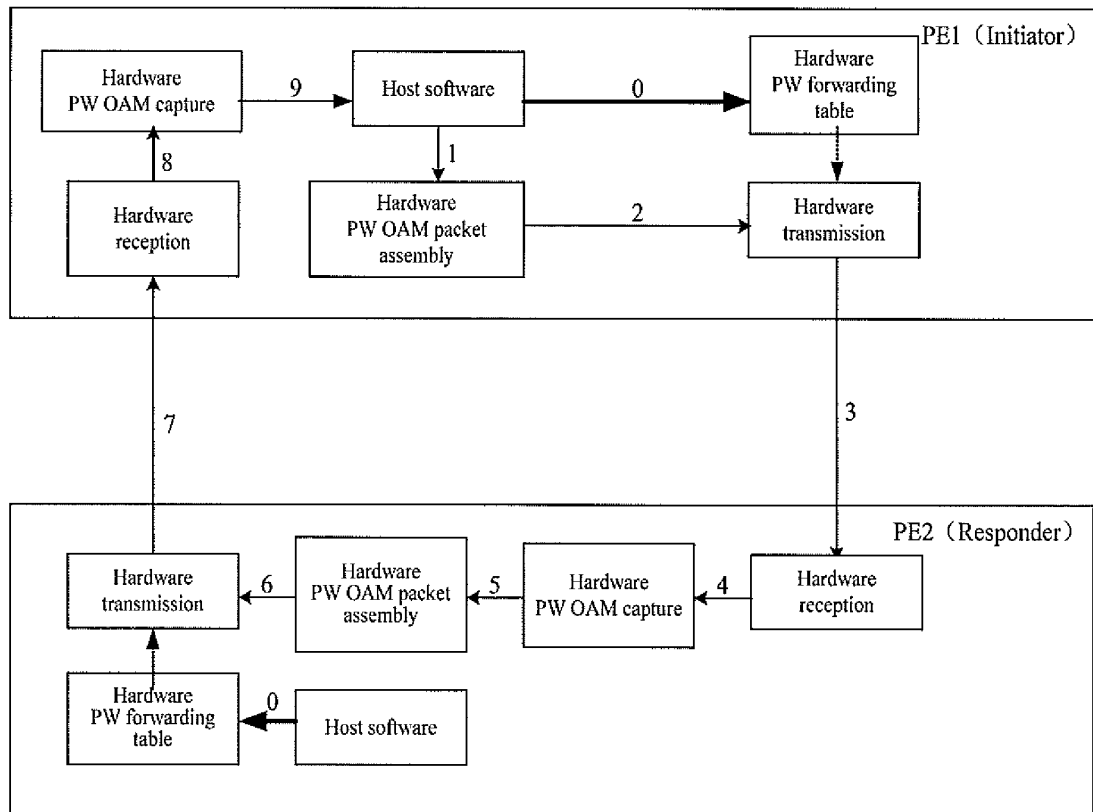 PE1（Initiator）
Hardware
PW OAM capture
9
Host software
0
Hardware
PW forwarding
table
8
1
Hardware
reception
Hardware
PW OAM packet
assembly
2
Hardware
transmission
7
3
PE2（Responder）
Hardware
transmission
6
Hardware
PW OAM packet
assembly
5
Hardware
PW OAM capture
4
Hardware
reception
Hardware
PW forwarding
table
0
Host software